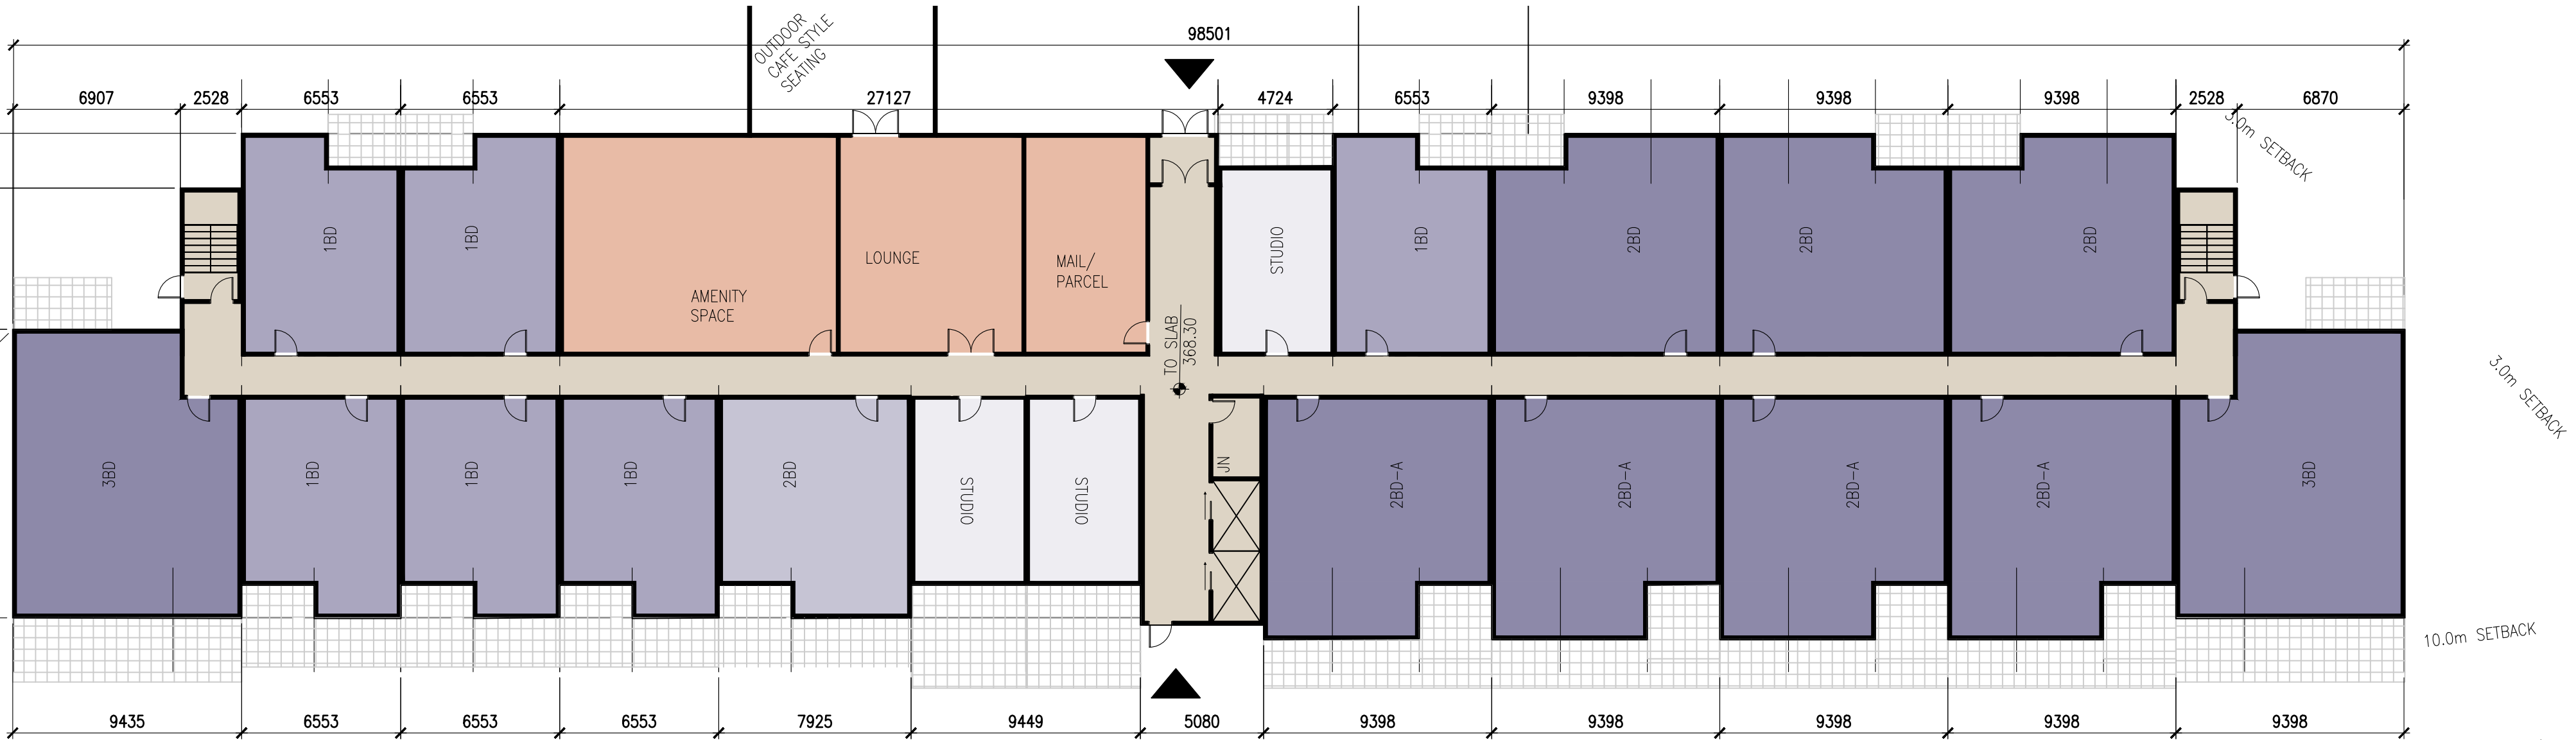 OUTDOOR
CAFE STYLE
SEATING
98501
6907
2528
6553
6553
27127
4724
6553
9398
9398
9398
2528
6870
3.0m SETBACK
1BD
1BD
AMENITY
SPACE
LOUNGE
MAIL/
PARCEL
STUDIO
1BD
2BD
2BD
2BD
TO SLAB
368.30
3.0m SETBACK
3BD
1BD
1BD
1BD
2BD
STUDIO
STUDIO
JN
2BD-A
2BD-A
2BD-A
2BD-A
3BD
10.0m SETBACK
9435
6553
6553
6553
7925
9449
5080
9398
9398
9398
9398
9398